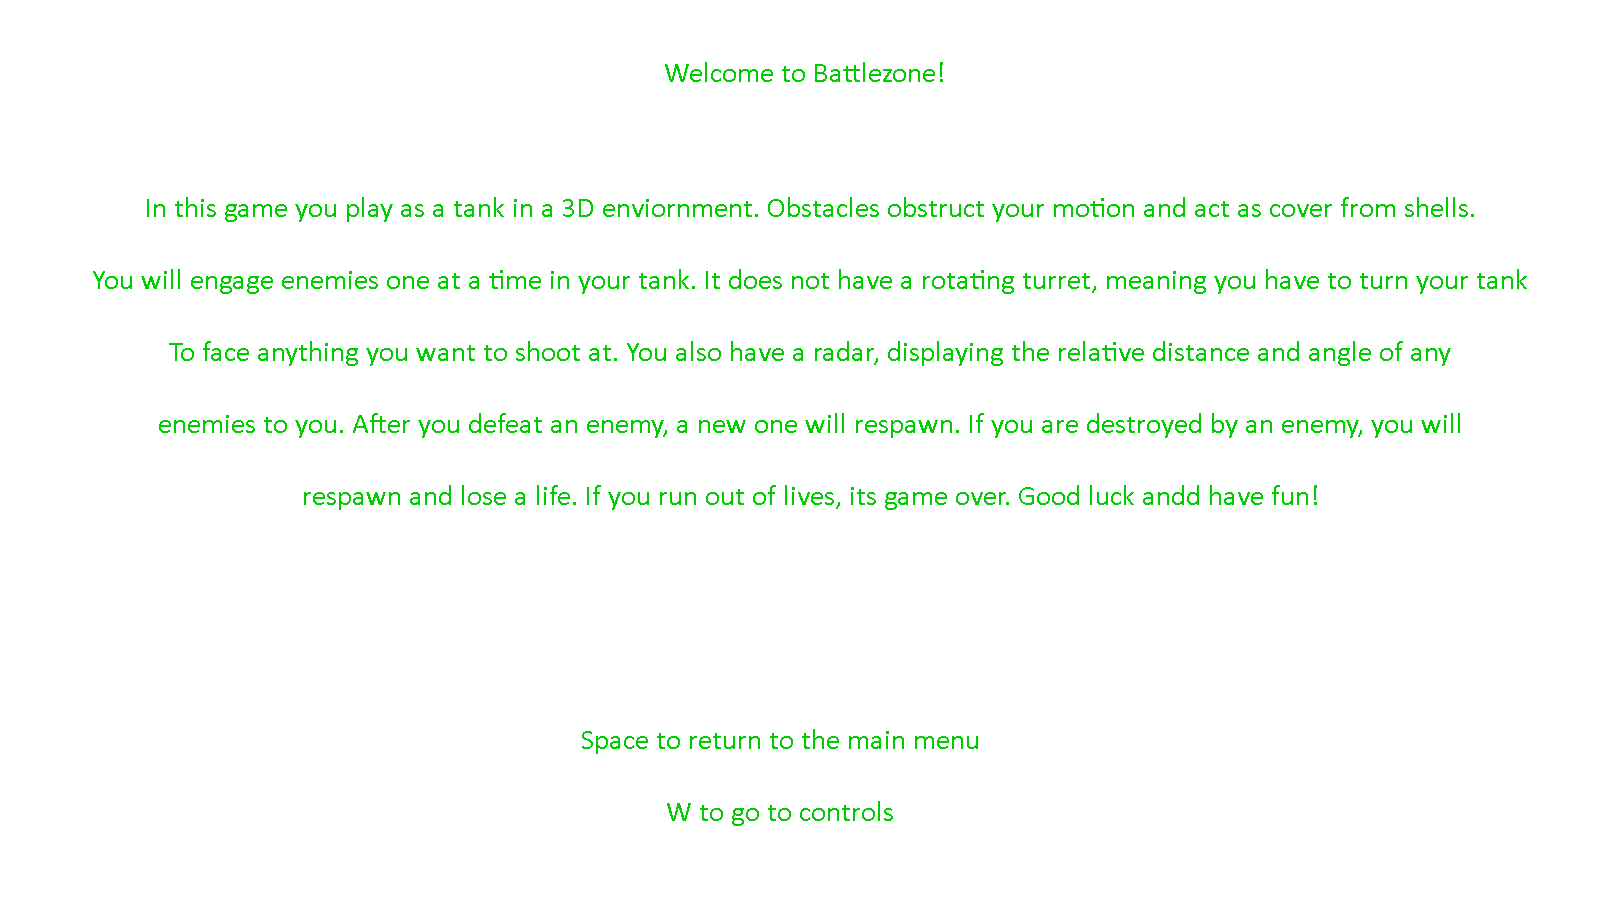 Welcome to Battlezone!
In this game you play as a tank in a 3D enviornment. Obstacles obstruct your motion and act as cover from shells.
You will engage enemies one at a time in your tank. It does not have a rotating turret, meaning you have to turn your tank
To face anything you want to shoot at. You also have a radar, displaying the relative distance and angle of any
enemies to you. After you defeat an enemy, a new one will respawn. If you are destroyed by an enemy, you will
respawn and lose a life. If you run out of lives, its game over. Good luck andd have fun!
Space to return to the main menu
W to go to controls